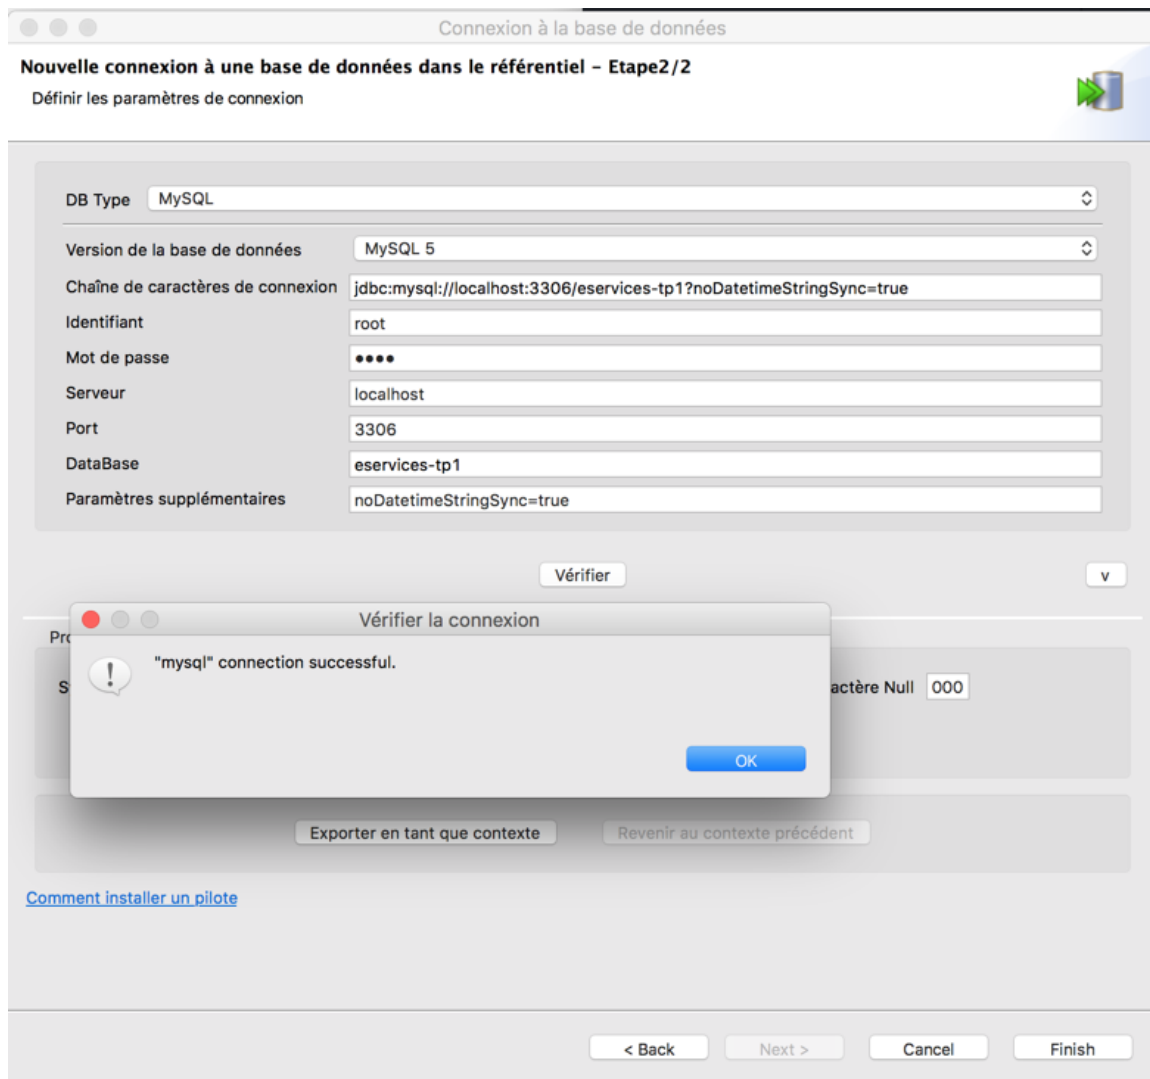 Connexion à la base de données
Nouvelle connexion à une base de données dans le référentiel – Etape2/2
Définir les paramètres de connexion
DB Type MySQL
Version de la base de données MySQL 5
Chaîne de caractères de connexion jdbc:mysql://localhost:3306/eservices-tp1?noDatetimeStringSync=true
Identifiant root
Mot de passe ••••
Serveur localhost
Port 3306
DataBase eservices-tp1
Paramètres supplémentaires noDatetimeStringSync=true
Vérifier v
Vérifier la connexion
"mysql" connection successful.
Null 000
OK
Exporter en tant que contexte Revenir au contexte précédent
Comment installer un pilote
< Back Next > Cancel Finish